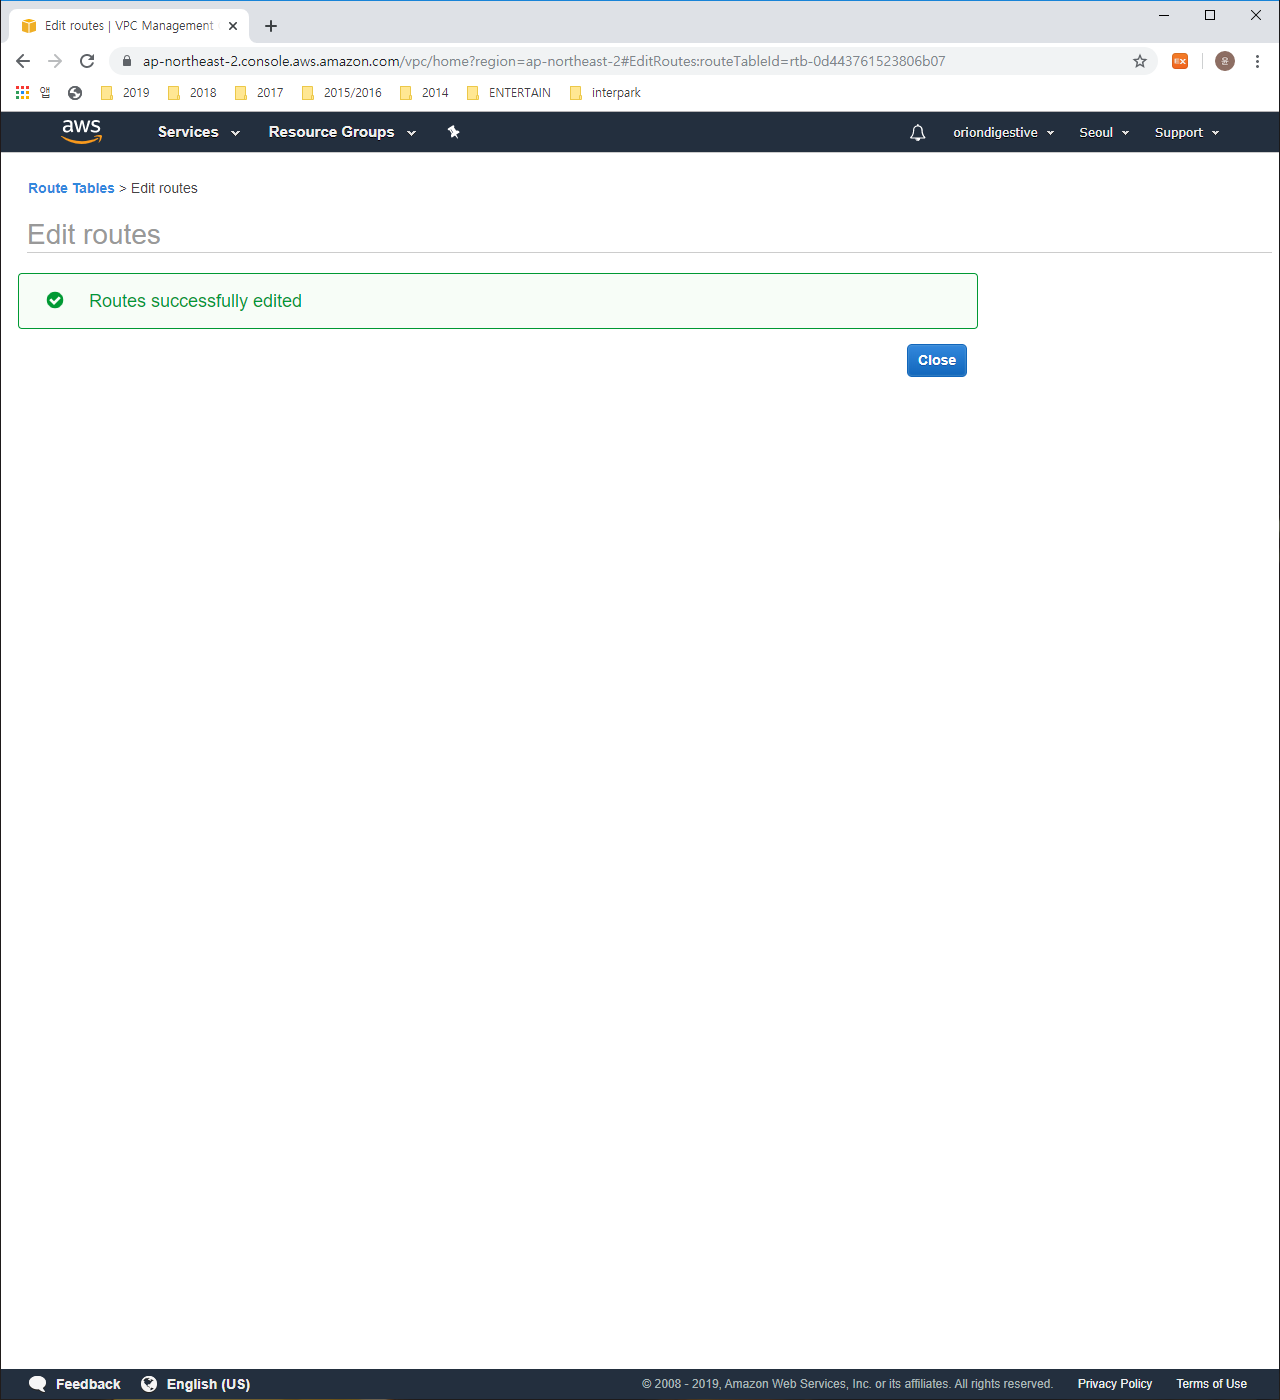 Edit routes | VPC Management
ap-northeast-2.console.aws.amazon.com/vpc/home?region=ap-northeast-2#EditRoutes:routeTableId=rtb-0d443761523806b07
앱 2019 2018 2017 2015/2016 2014 ENTERTAIN interpark
aws Services Resource Groups oriondigestive Seoul Support
Route Tables > Edit routes
Edit routes
Routes successfully edited
Close
Feedback English (US) © 2008 - 2019, Amazon Web Services, Inc. or its affiliates. All rights reserved. Privacy Policy Terms of Use